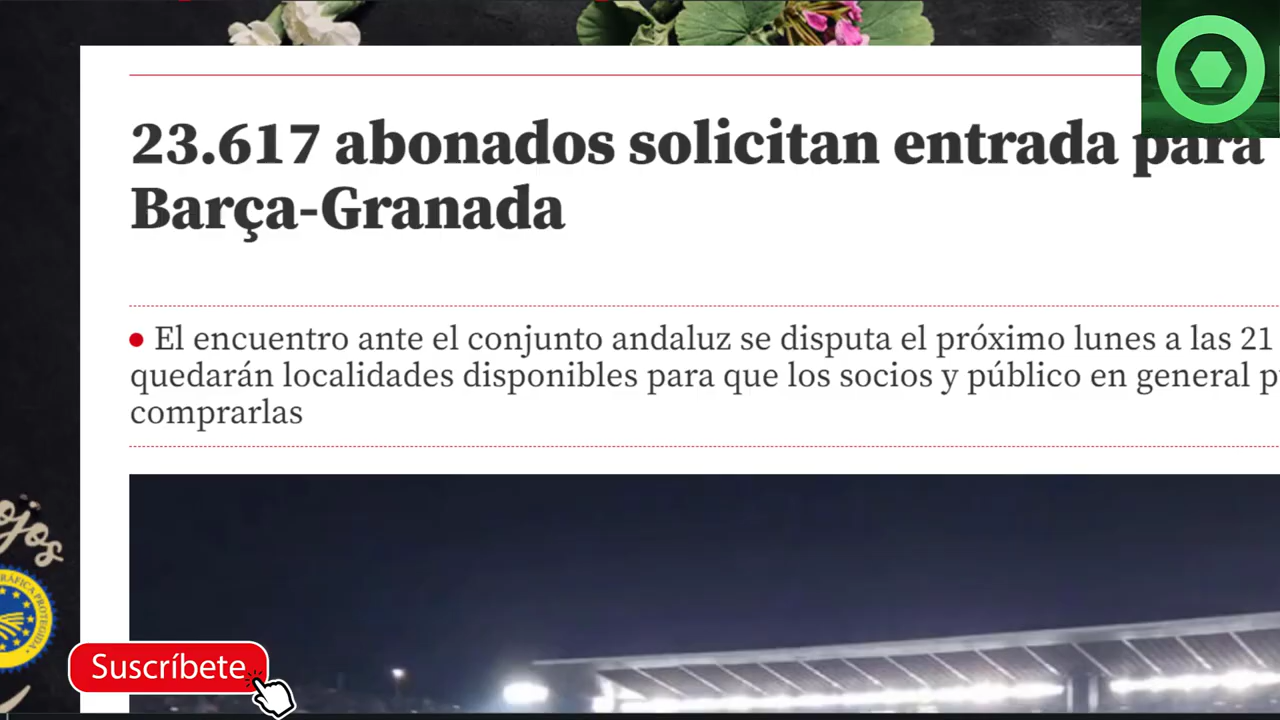 23.617 abonados solicitan entrada para
Barça-Granada
El encuentro ante el conjunto andaluz se disputa el próximo lunes a las 21
quedarán localidades disponibles para que los socios y público en general
comprarlas
ojos
Suscríbete